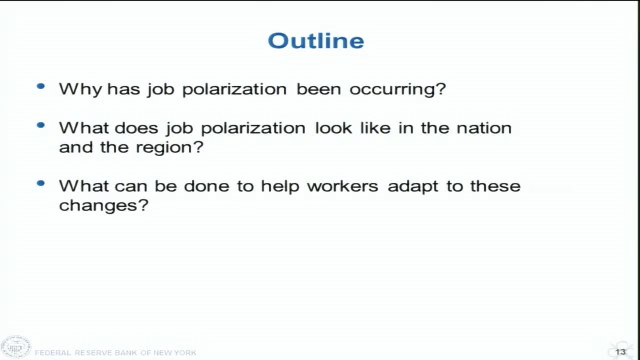 Outline
• Why has job polarization been occurring?
• What does job polarization look like in the nation
and the region?
• What can be done to help workers adapt to these
changes?
FEDERAL RESERVE BANK OF NEW YORK
13